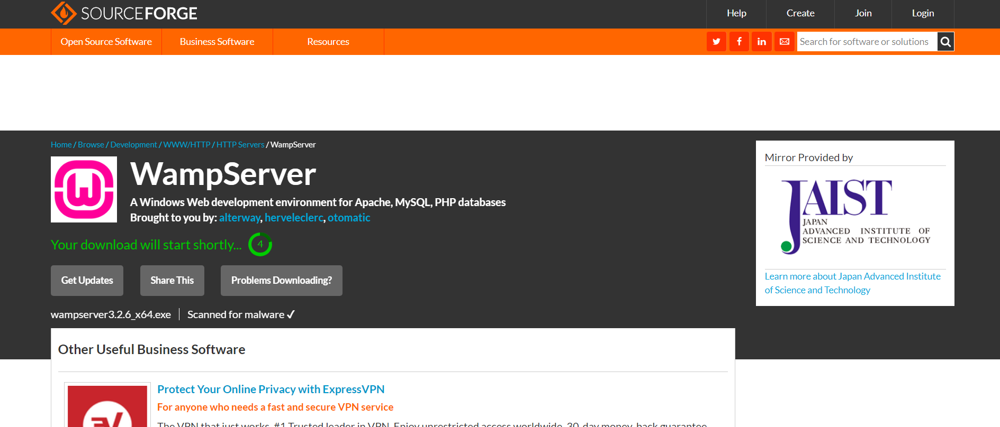 SOURCEFORGE
Help
Create
Join
Login
Open Source Software
Business Software
Resources
Search for software or solutions
Home / Browse / Development / WWW/HTTP / HTTP Servers / WampServer
WampServer
A Windows Web development environment for Apache, MySQL, PHP databases
Brought to you by: alterway, herveleclerc, otomatic
Your download will start shortly... 4
Get Updates
Share This
Problems Downloading?
wampserver3.2.6_x64.exe
Scanned for malware ✓
Mirror Provided by
JAIST
JAPAN
ADVANCED INSTITUTE OF
SCIENCE AND TECHNOLOGY
Learn more about Japan Advanced Institute
of Science and Technology
Other Useful Business Software
Protect Your Online Privacy with ExpressVPN
For anyone who needs a fast and secure VPN service
The VPN that just works. #1 Trusted leader in VPN. Enjoy unrestricted access worldwide. 30-day money-back guarantee.